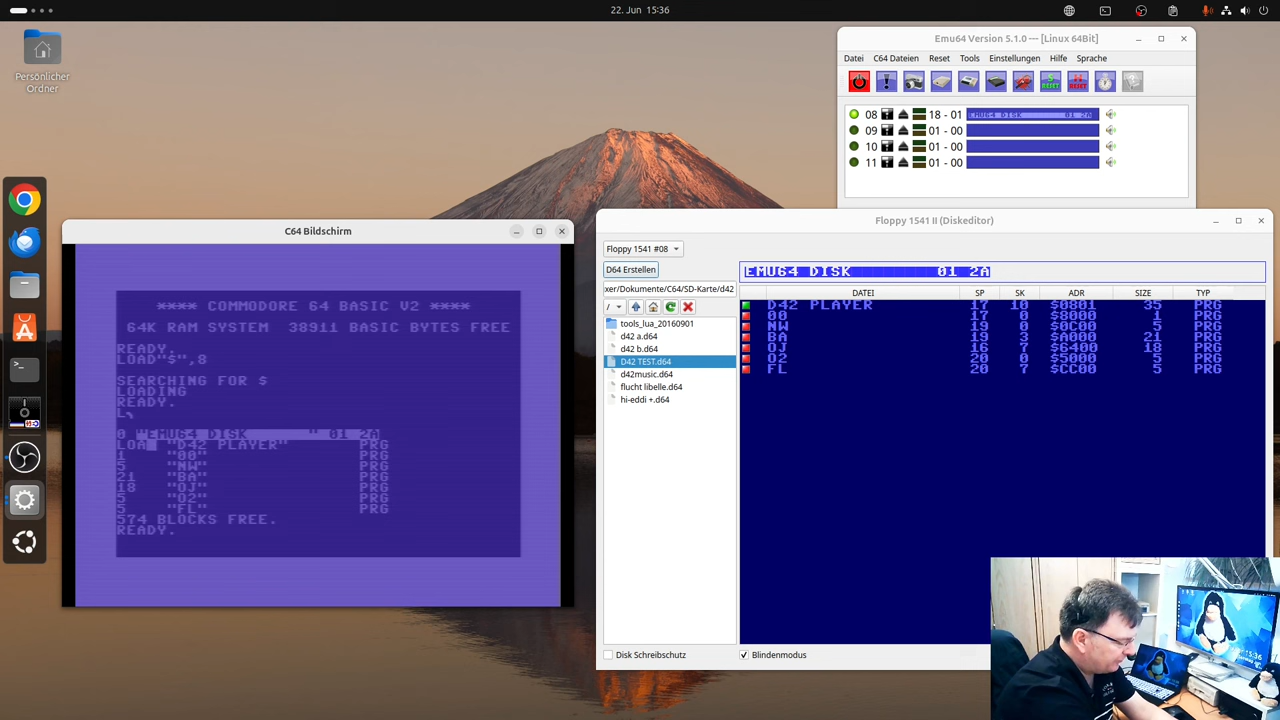 22. Jun 15:36
Persönlicher
Ordner
Emu64 Version 5.1.0 --- [Linux 64Bit]
Datei C64 Dateien Reset Tools Einstellungen Hilfe Sprache
08 18 - 01 EMU64 DISK 01 2A
09 01 - 00
10 01 - 00
11 01 - 00
C64 Bildschirm
**** COMMODORE 64 BASIC V2 ****
64K RAM SYSTEM 38911 BASIC BYTES FREE
READY.
LOAD"$",8
SEARCHING FOR $
LOADING
READY.
0 "EMU64 DISK " 01 2A
LOA "D42 PLAYER" PRG
1 "00" PRG
5 "NW" PRG
21 "BA" PRG
18 "OJ" PRG
5 "O2" PRG
5 "FL" PRG
574 BLOCKS FREE.
READY.
Floppy 1541 II (Diskeditor)
Floppy 1541 #08
D64 Erstellen
xer/Dokumente/C64/SD-Karte/d42
/
tools_lua_20160901
d42 a.d64
d42 b.d64
D42 TEST.d64
d42music.d64
flucht libelle.d64
hi-eddi +.d64
EMU64 DISK 01 2A
DATEI SP SK ADR SIZE TYP
D42 PLAYER 17 10 $0801 35 PRG
00 17 0 $8000 1 PRG
NW 19 0 $0C00 5 PRG
BA 19 3 $A000 21 PRG
OJ 16 7 $6400 18 PRG
O2 20 0 $5000 5 PRG
FL 20 7 $CC00 5 PRG
Disk Schreibschutz
Blindenmodus
15:36